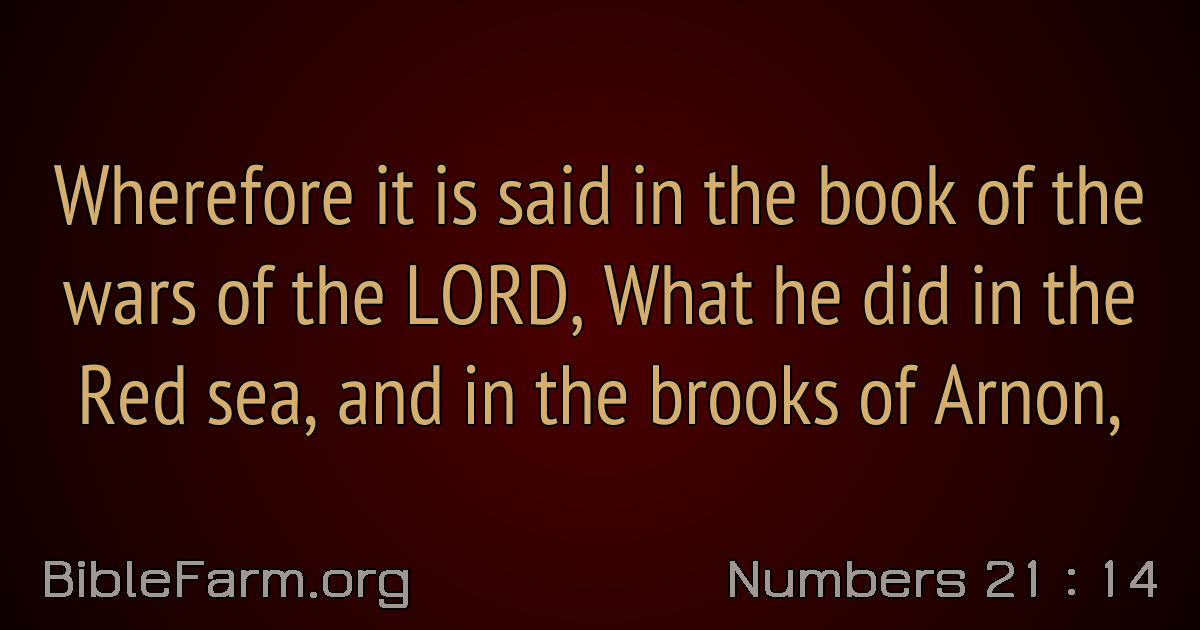 Wherefore it is said in the book of the
wars of the LORD, What he did in the
Red sea, and in the brooks of Arnon,
BibleFarm.org
Numbers 21 : 14